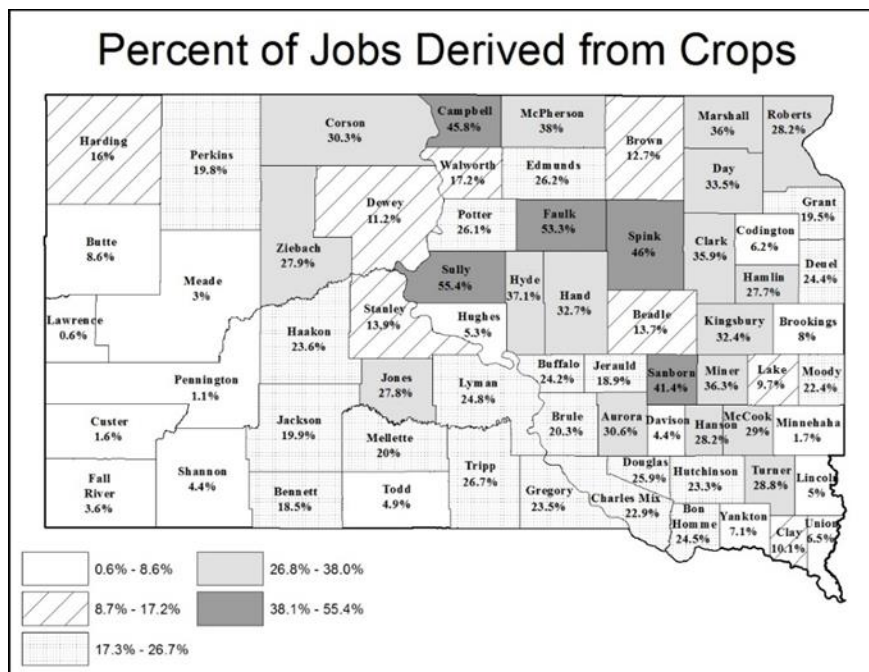 Percent of Jobs Derived from Crops
Harding
16%
Perkins
19.8%
Corson
30.3%
Campbell
45.8%
McPherson
38%
Brown
12.7%
Marshall
36%
Roberts
28.2%
Walworth
17.2%
Edmunds
26.2%
Day
33.5%
Dewey
11.2%
Grant
19.5%
Butte
8.6%
Ziebach
27.9%
Potter
26.1%
Faulk
53.3%
Spink
46%
Clark
35.9%
Codington
6.2%
Meade
3%
Sully
55.4%
Hyde
37.1%
Hand
32.7%
Hamlin
27.7%
Deuel
24.4%
Lawrence
0.6%
Haakon
23.6%
Stanley
13.9%
Hughes
5.3%
Beadle
13.7%
Kingsbury
32.4%
Brookings
8%
Pennington
1.1%
Jones
27.8%
Lyman
24.8%
Buffalo
24.2%
Jerauld
18.9%
Sanborn
41.4%
Miner
36.3%
Lake
9.7%
Moody
22.4%
Custer
1.6%
Jackson
19.9%
Mellette
20%
Brule
20.3%
Aurora
30.6%
Davison
4.4%
Hanson
28.2%
McCook
29%
Minnehaha
1.7%
Fall
River
3.6%
Shannon
4.4%
Bennett
18.5%
Todd
4.9%
Tripp
26.7%
Gregory
23.5%
Charles Mix
22.9%
Douglas
25.9%
Hutchinson
23.3%
Turner
28.8%
Lincoln
5%
Bon
Homme
24.5%
Yankton
7.1%
Clay
10.1%
Union
6.5%
0.6% - 8.6%
26.8% - 38.0%
8.7% - 17.2%
38.1% - 55.4%
17.3% - 26.7%